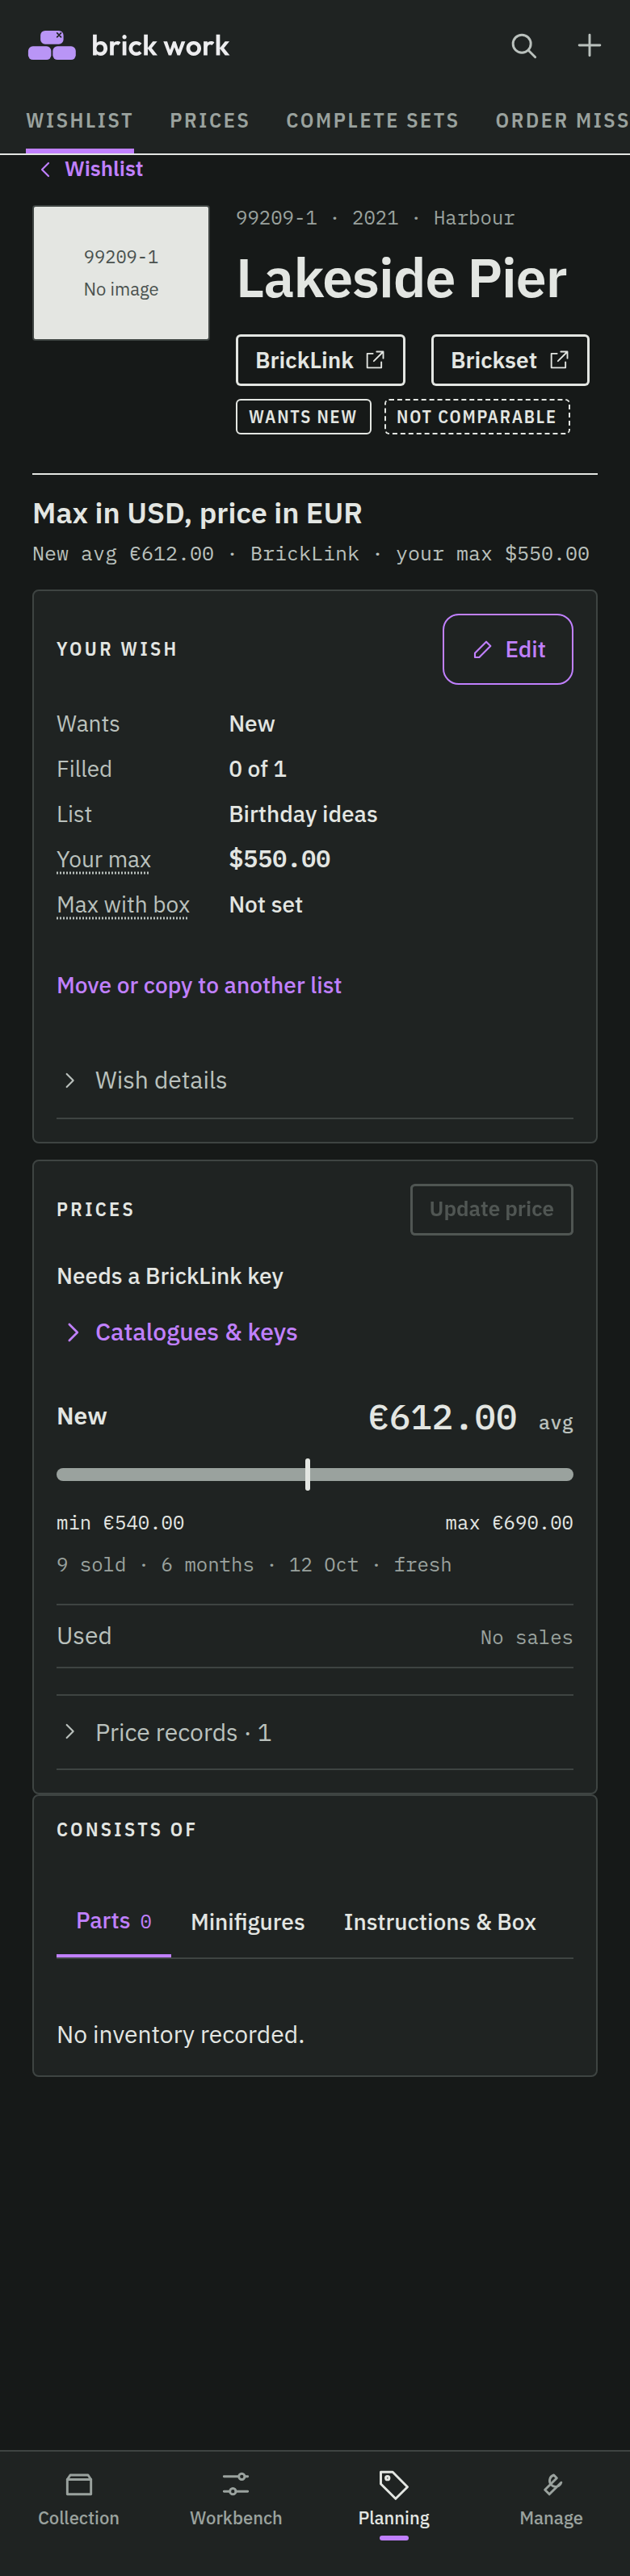 brick work
WISHLIST PRICES COMPLETE SETS ORDER MISS
Wishlist
99209-1
No image
99209-1 · 2021 · Harbour
Lakeside Pier
BrickLink Brickset
WANTS NEW NOT COMPARABLE
Max in USD, price in EUR
New avg €612.00 · BrickLink · your max $550.00
YOUR WISH Edit
Wants New
Filled 0 of 1
List Birthday ideas
Your max $550.00
Max with box Not set
Move or copy to another list
Wish details
PRICES Update price
Needs a BrickLink key
Catalogues & keys
New €612.00 avg
min €540.00 max €690.00
9 sold · 6 months · 12 Oct · fresh
Used No sales
Price records · 1
CONSISTS OF
Parts 0 Minifigures Instructions & Box
No inventory recorded.
Collection Workbench Planning Manage